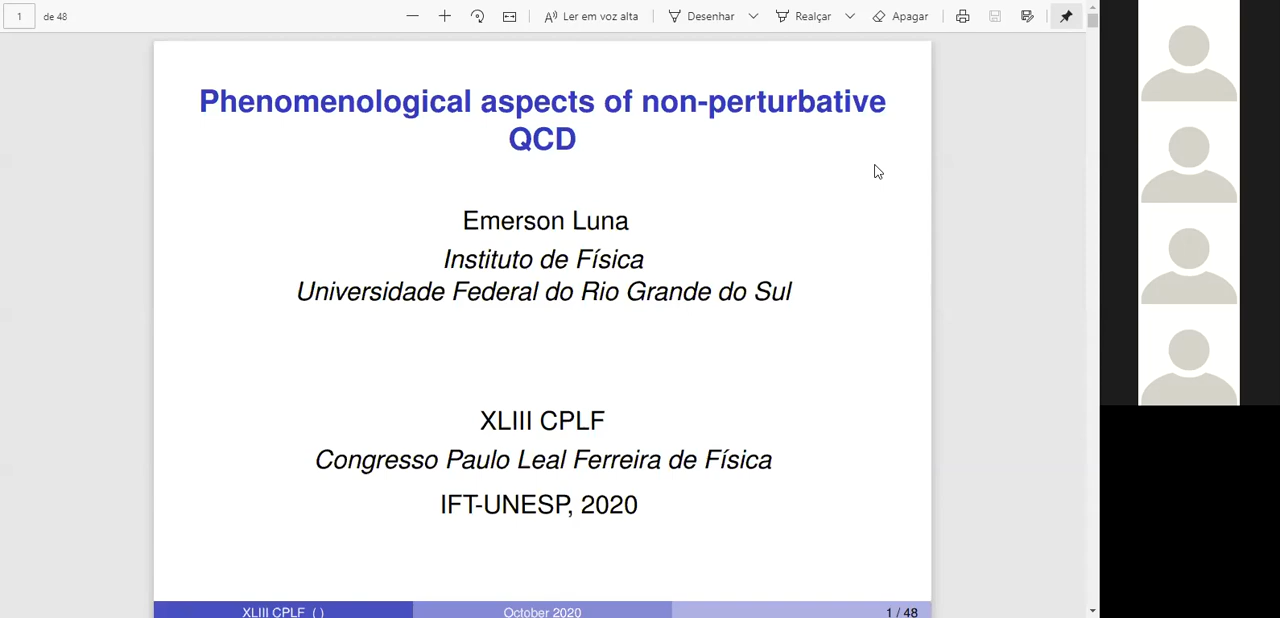 1 de 48 Ler em voz alta Desenhar Realçar Apagar
Phenomenological aspects of non-perturbative
QCD
Emerson Luna
Instituto de Física
Universidade Federal do Rio Grande do Sul
XLIII CPLF
Congresso Paulo Leal Ferreira de Física
IFT-UNESP, 2020
XLIII CPLF ( ) October 2020 1 / 48